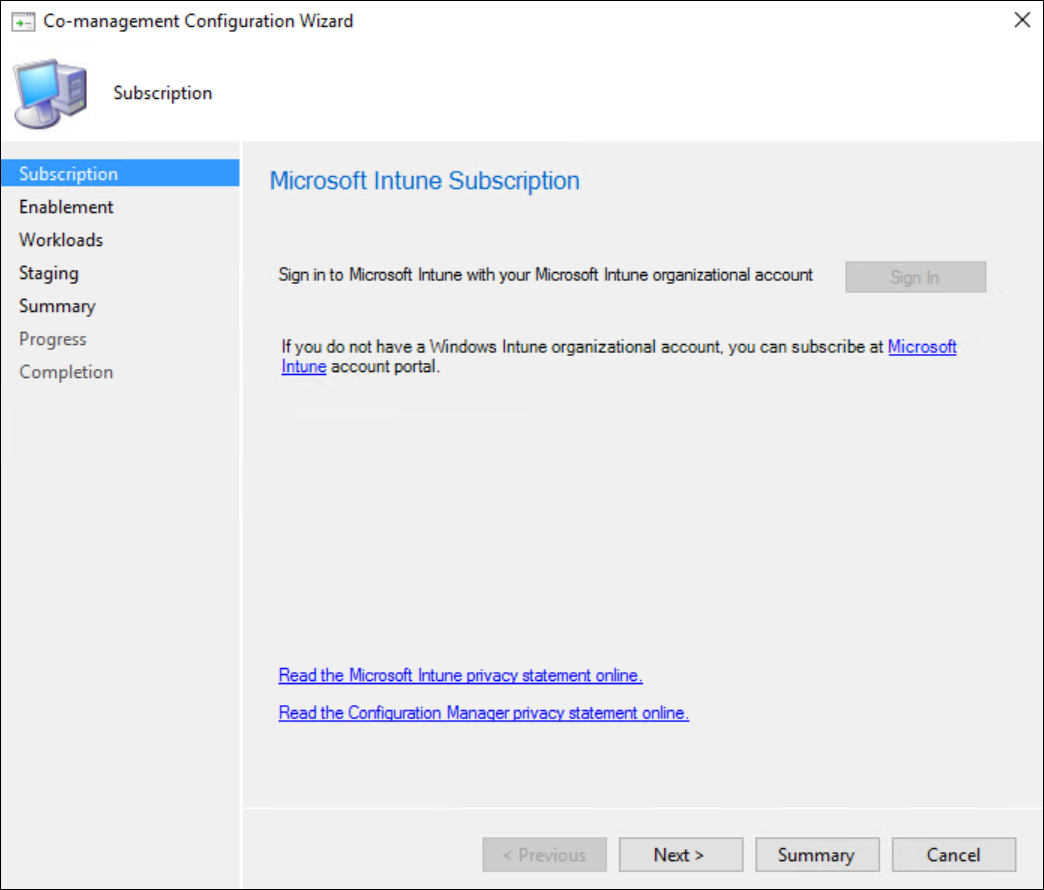 Co-management Configuration Wizard
Subscription
Subscription
Enablement
Workloads
Staging
Summary
Progress
Completion
Microsoft Intune Subscription
Sign in to Microsoft Intune with your Microsoft Intune organizational account
Sign In
If you do not have a Windows Intune organizational account, you can subscribe at Microsoft
Intune account portal.
Read the Microsoft Intune privacy statement online.
Read the Configuration Manager privacy statement online.
< Previous
Next >
Summary
Cancel